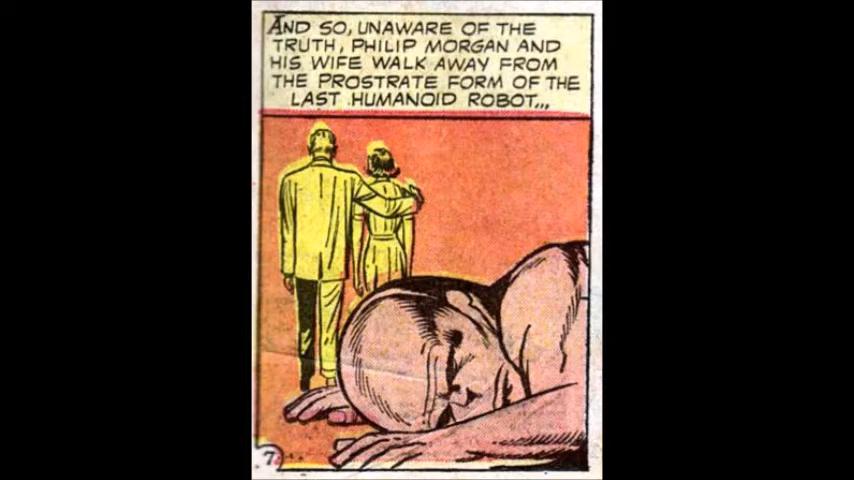 AND SO, UNAWARE OF THE
TRUTH, PHILIP MORGAN AND
HIS WIFE WALK AWAY FROM
THE PROSTRATE FORM OF THE
LAST HUMANOID ROBOT...
7